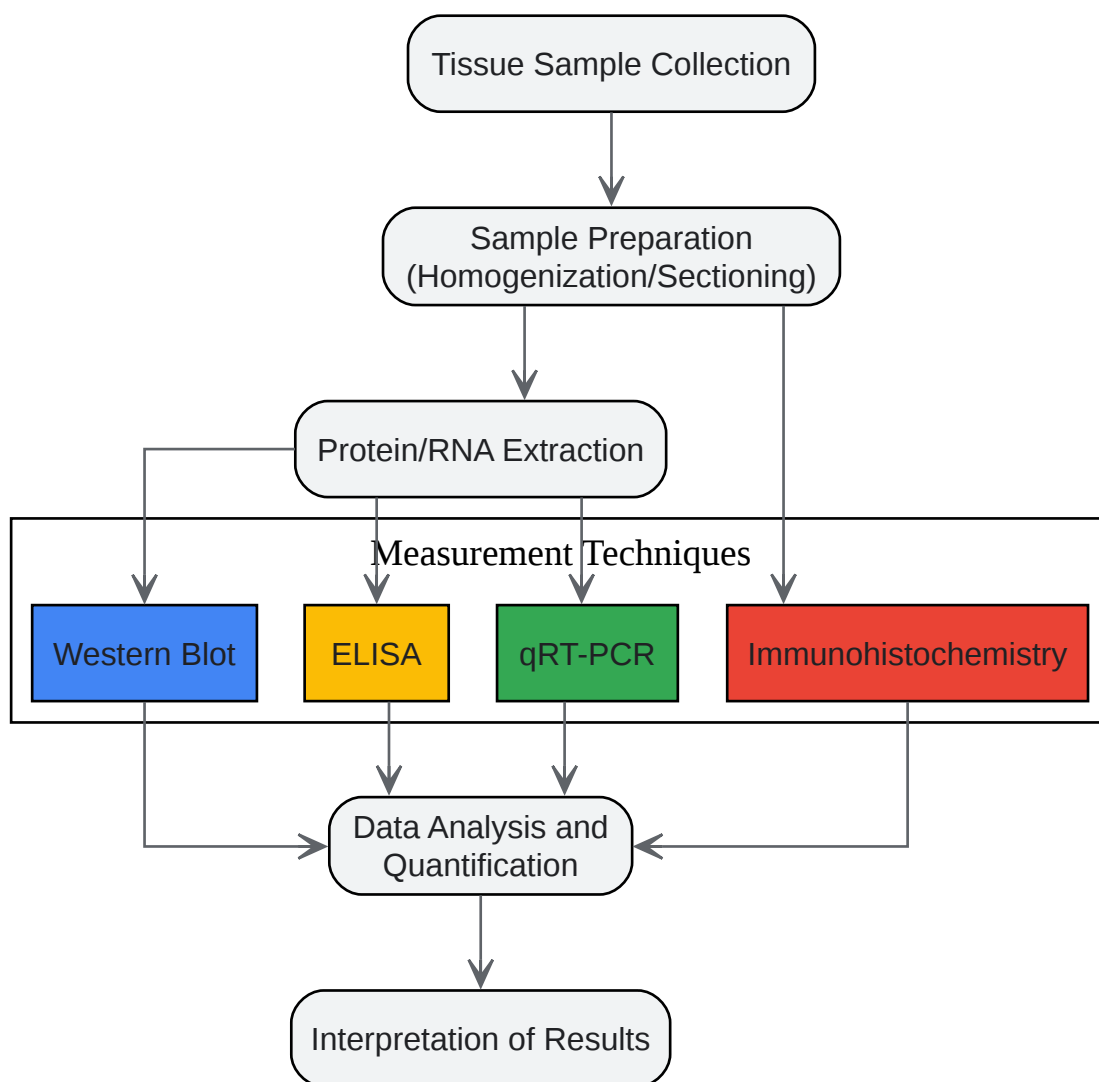 Tissue Sample Collection
Sample Preparation
(Homogenization/Sectioning)
Protein/RNA Extraction
Measurement Techniques
Western Blot
ELISA
qRT-PCR
Immunohistochemistry
Data Analysis and
Quantification
Interpretation of Results